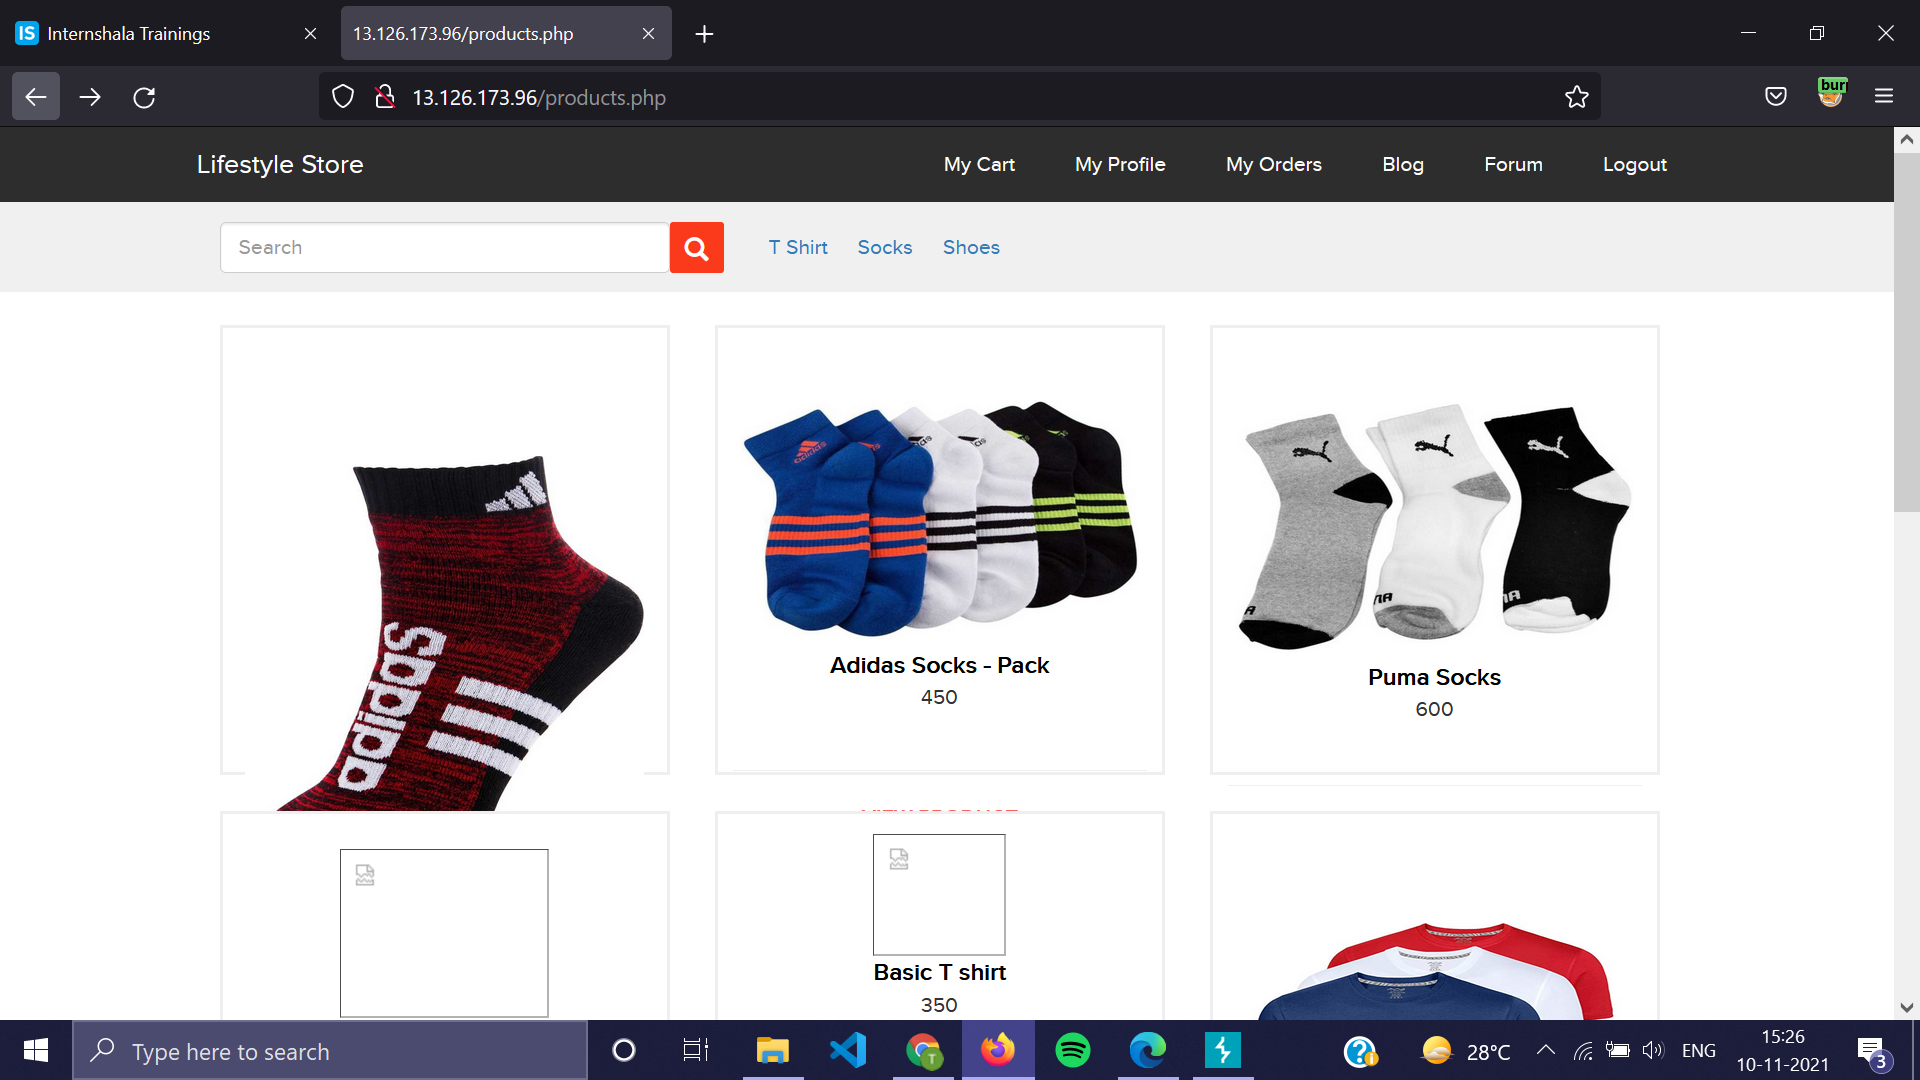 IS Internshala Trainings
13.126.173.96/products.php
13.126.173.96/products.php
bur
Lifestyle Store
My Cart
My Profile
My Orders
Blog
Forum
Logout
Search
T Shirt
Socks
Shoes
adidas
adidas
adidas
Adidas Socks - Pack
450
Puma Socks
600
Basic T shirt
350
Type here to search
T
28°C
ENG
15:26
10-11-2021
3